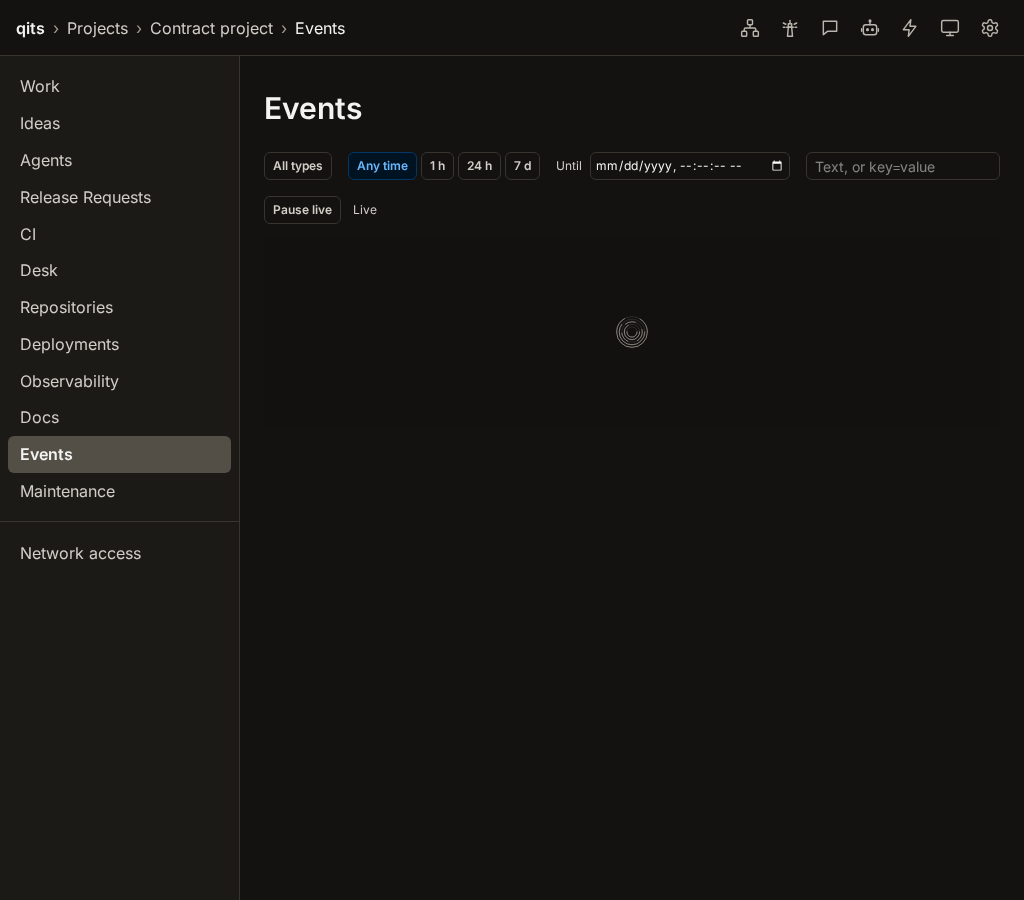 qits › Projects › Contract project › Events
Work
Ideas
Agents
Release Requests
CI
Desk
Repositories
Deployments
Observability
Docs
Events
Maintenance
Network access
Events
All types Any time 1 h 24 h 7 d Until mm/dd/yyyy, --:--:-- -- Text, or key=value
Pause live Live